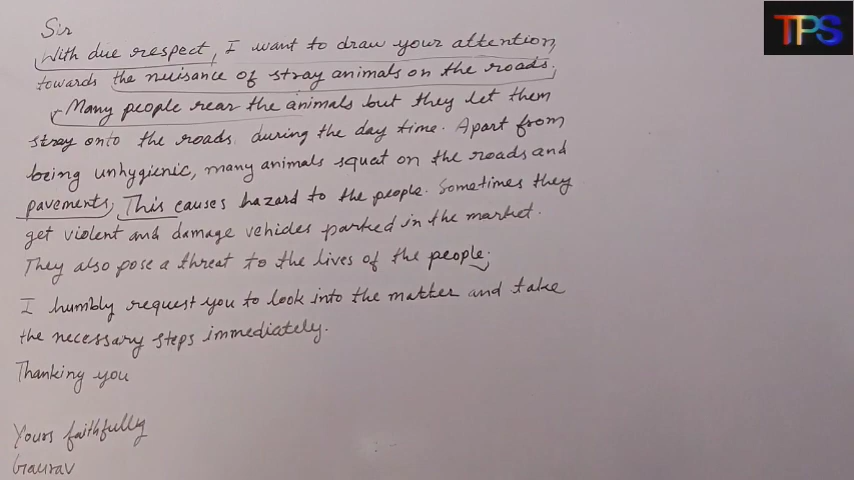 TPS
Sir
With due respect, I want to draw your attention,
towards the nuisance of stray animals on the roads.
Many people rear the animals but they let them
stray onto the roads during the day time. Apart from
being unhygienic, many animals squat on the roads and
pavements, This causes hazard to the people. Sometimes they
get violent and damage vehicles parked in the market.
They also pose a threat to the lives of the people.
I humbly request you to look into the matter and take
the necessary steps immediately.
Thanking you
Yours faithfully
Gaurav